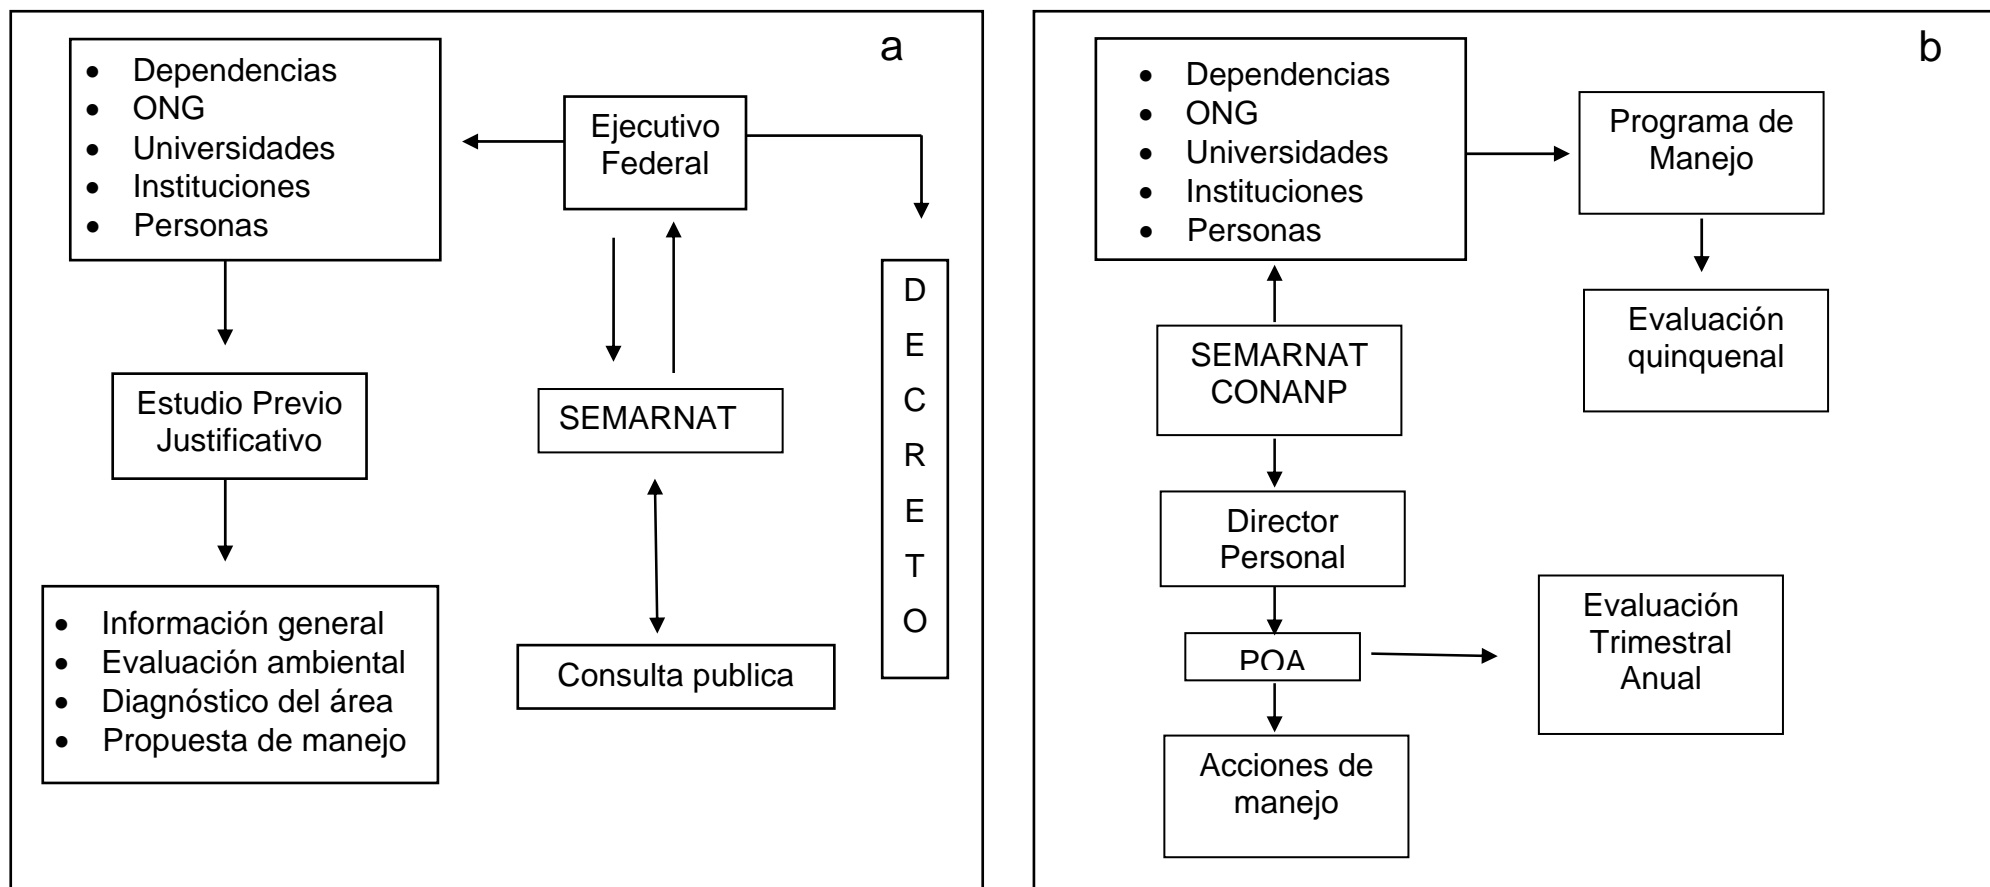 a
• Dependencias
• ONG
• Universidades
• Instituciones
• Personas
Ejecutivo
Federal
D
E
C
R
E
T
O
Estudio Previo
Justificativo
SEMARNAT
• Información general
• Evaluación ambiental
• Diagnóstico del área
• Propuesta de manejo
Consulta publica
b
• Dependencias
• ONG
• Universidades
• Instituciones
• Personas
Programa de
Manejo
Evaluación
quinquenal
SEMARNAT
CONANP
Director
Personal
POA
Evaluación
Trimestral
Anual
Acciones de
manejo